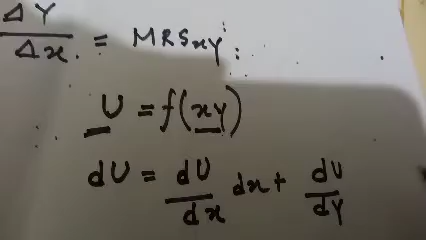 ΔY/Δx. = MRSxy.
U = f(xy)
dU = dU/dx dx + dU/dy